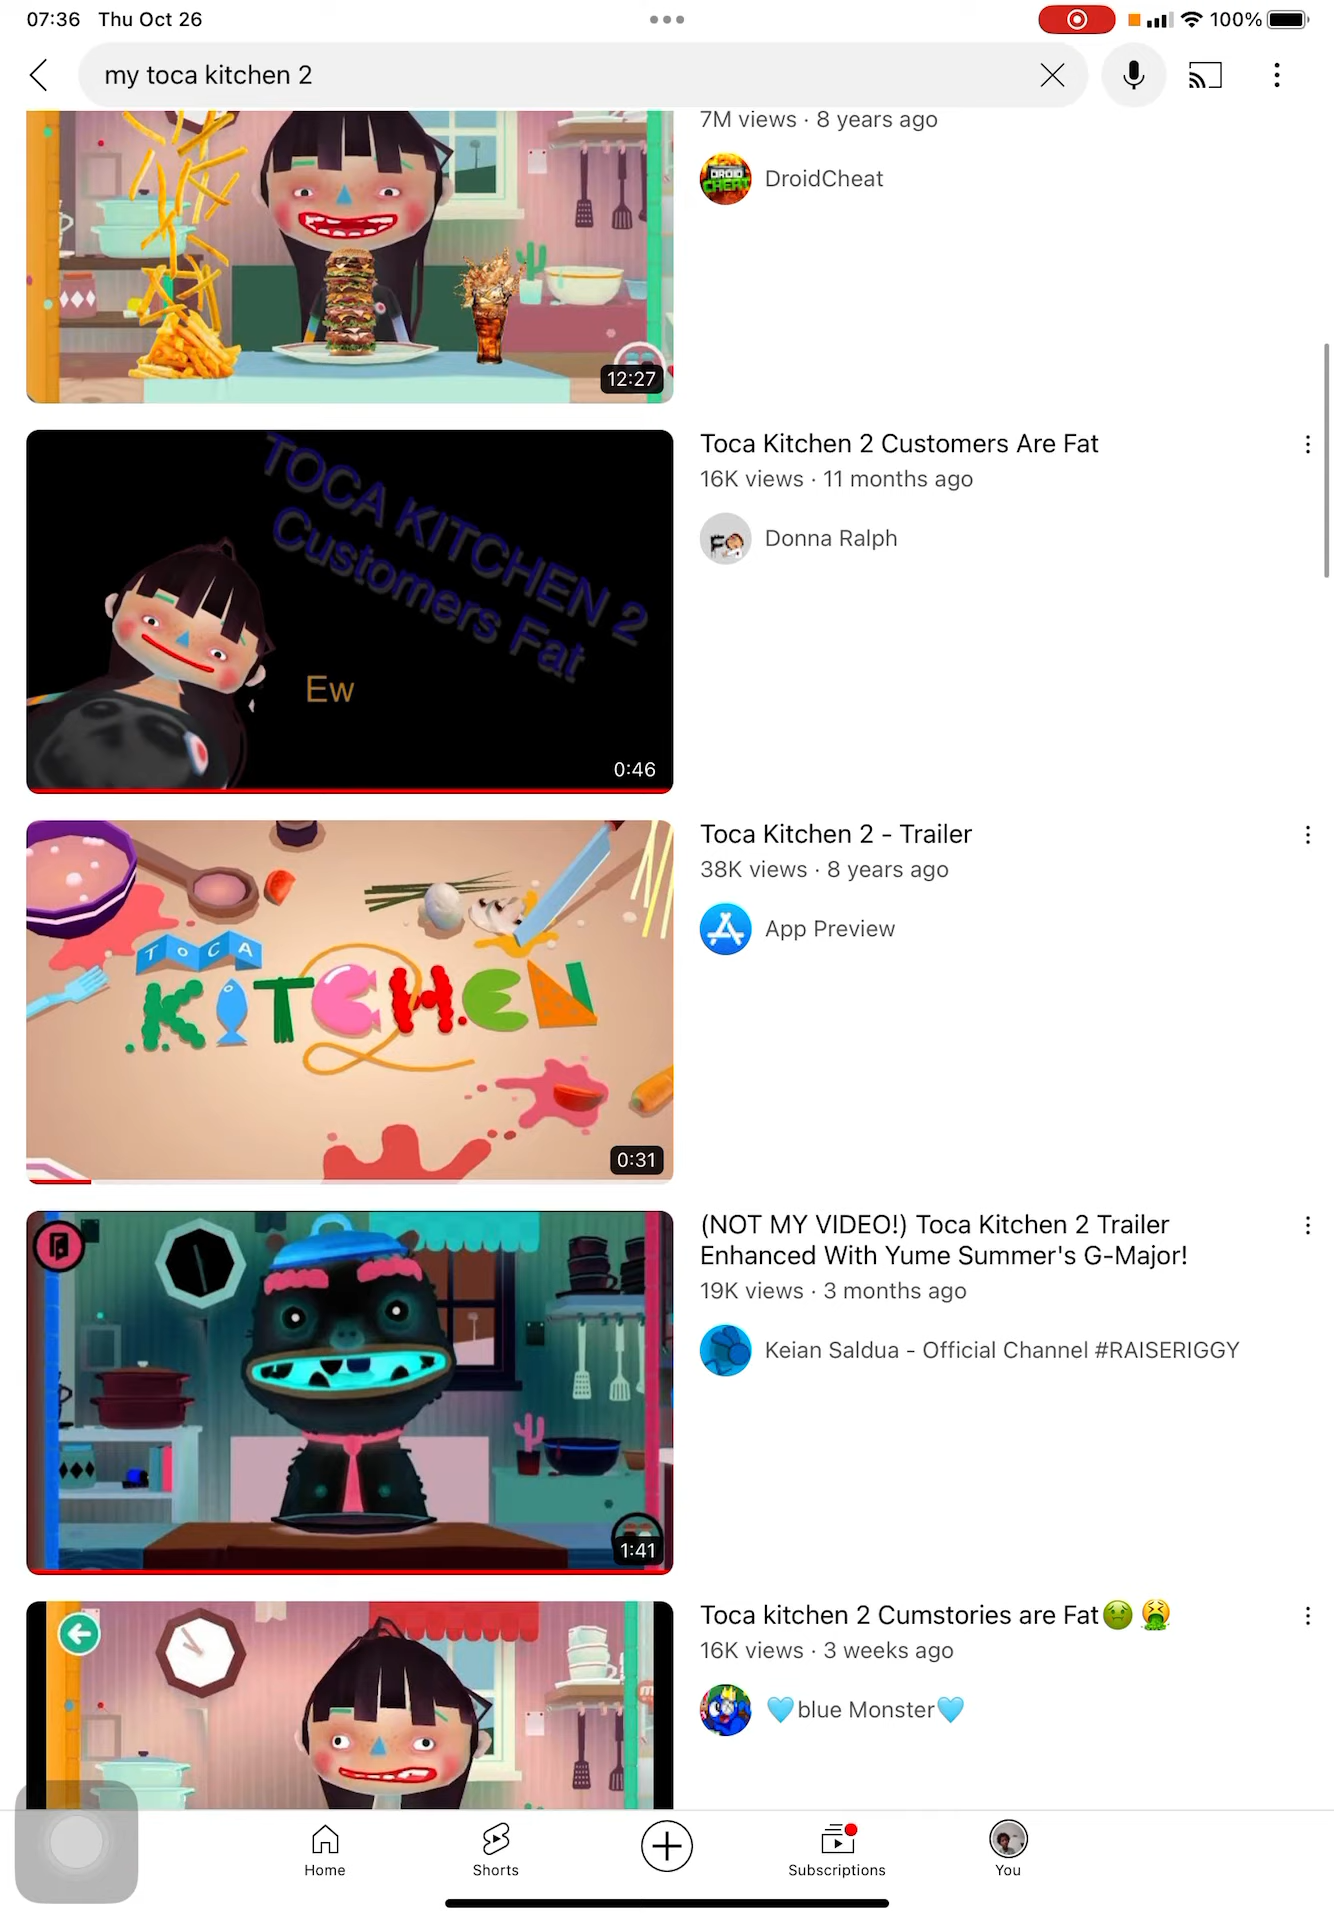 07:36 Thu Oct 26
100%
my toca kitchen 2
7M views · 8 years ago
DROID
CHEAT
DroidCheat
12:27
TOCA KITCHEN 2
Customers Fat
Ew
0:46
Toca Kitchen 2 Customers Are Fat
16K views · 11 months ago
Donna Ralph
TOCA
KITCHEN
2
0:31
Toca Kitchen 2 - Trailer
38K views · 8 years ago
App Preview
1:41
(NOT MY VIDEO!) Toca Kitchen 2 Trailer
Enhanced With Yume Summer's G-Major!
19K views · 3 months ago
Keian Saldua - Official Channel #RAISERIGGY
Toca kitchen 2 Cumstories are Fat🤢 🤮
16K views · 3 weeks ago
🩵blue Monster🩵
Home
Shorts
Subscriptions
You